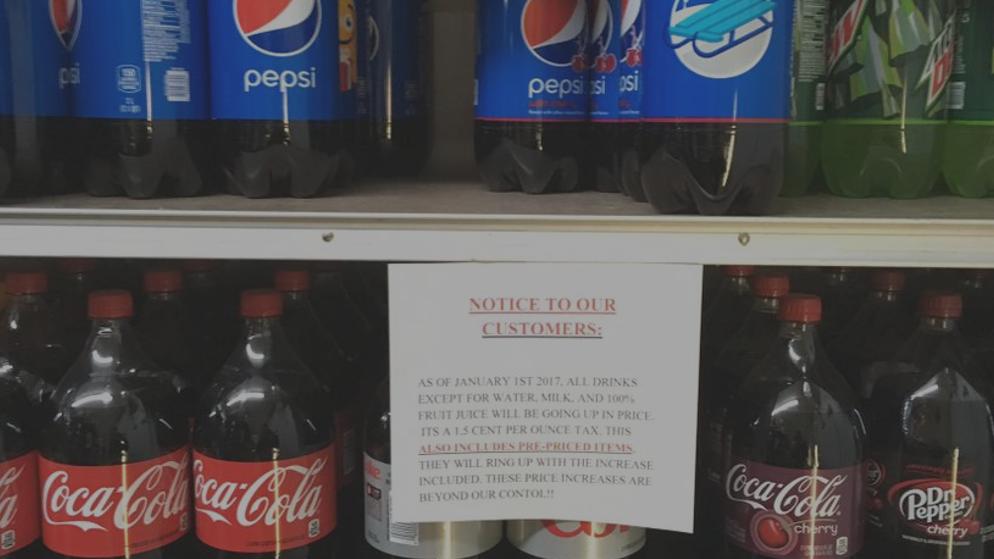 pepsi
pepsi
pepsi
NOTICE TO OUR
CUSTOMERS:
AS OF JANUARY 1ST 2017, ALL DRINKS
EXCEPT FOR WATER, MILK, AND 100%
FRUIT JUICE WILL BE GOING UP IN PRICE.
ITS A 1.5 CENT PER OUNCE TAX. THIS
ALSO INCLUDES PRE-PRICED ITEMS.
THEY WILL RING UP WITH THE INCREASE
INCLUDED. THESE PRICE INCREASES ARE
BEYOND OUR CONTOL!!
Coca-Cola
Coca-Cola
Coca-Cola
cherry
Dr Pepper
cherry